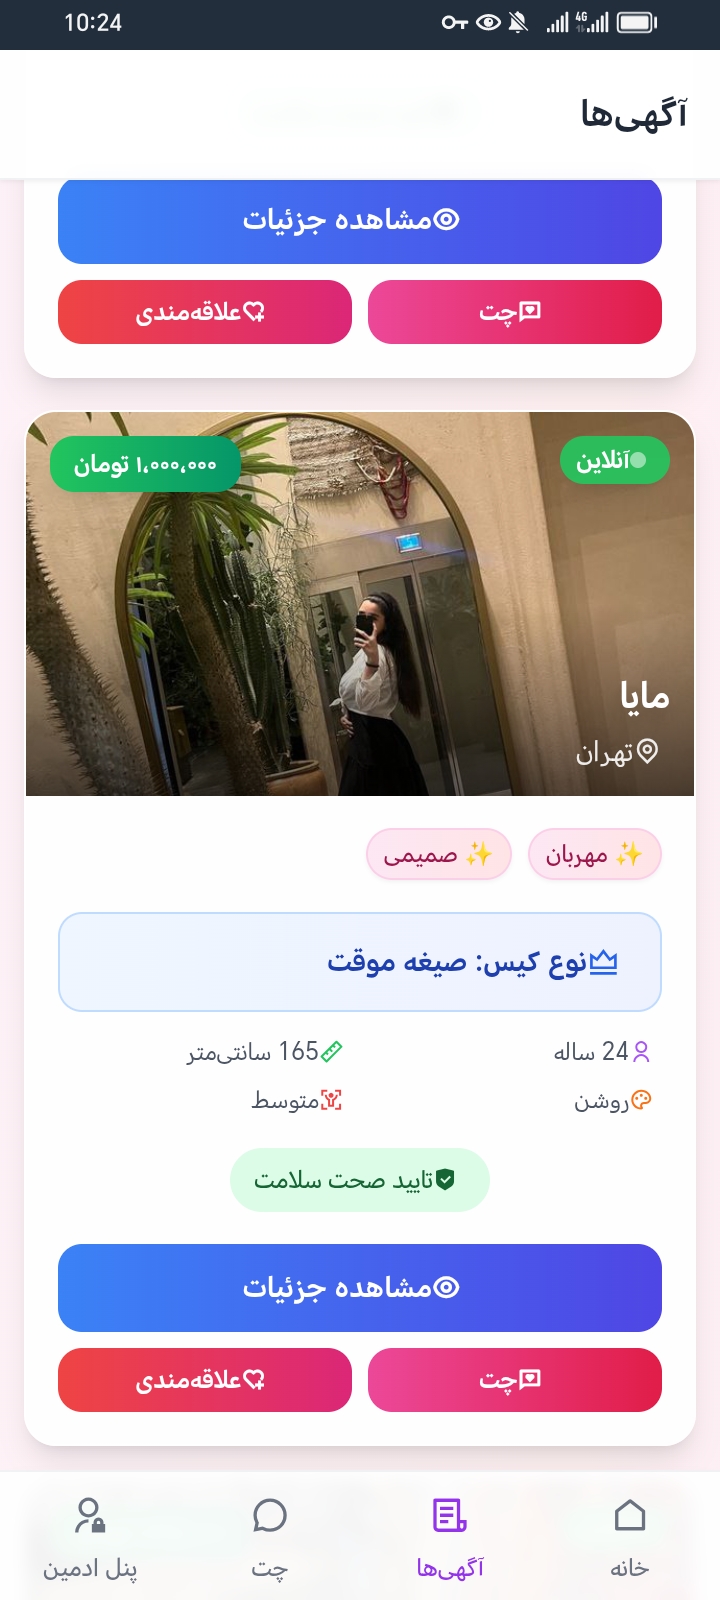 10:24
4G
آگهی‌ها
مشاهده جزئیات
چت
علاقه‌مندی
آنلاین
۱,۰۰۰,۰۰۰ تومان
مایا
تهران
✨ مهربان
✨ صمیمی
نوع کیس: صیغه موقت
24 ساله
165 سانتی‌متر
روشن
متوسط
تایید صحت سلامت
مشاهده جزئیات
چت
علاقه‌مندی
خانه
آگهی‌ها
چت
پنل ادمین